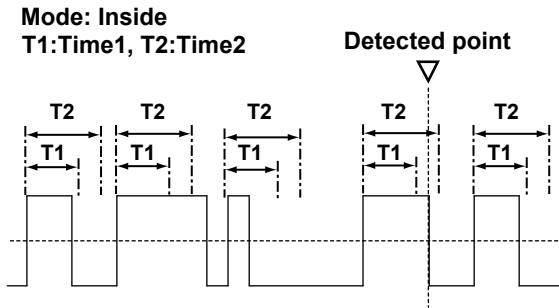 Mode: Inside
T1:Time1, T2:Time2
Detected point
T2 T2 T2 T2 T2
T1 T1 T1 T1 T1